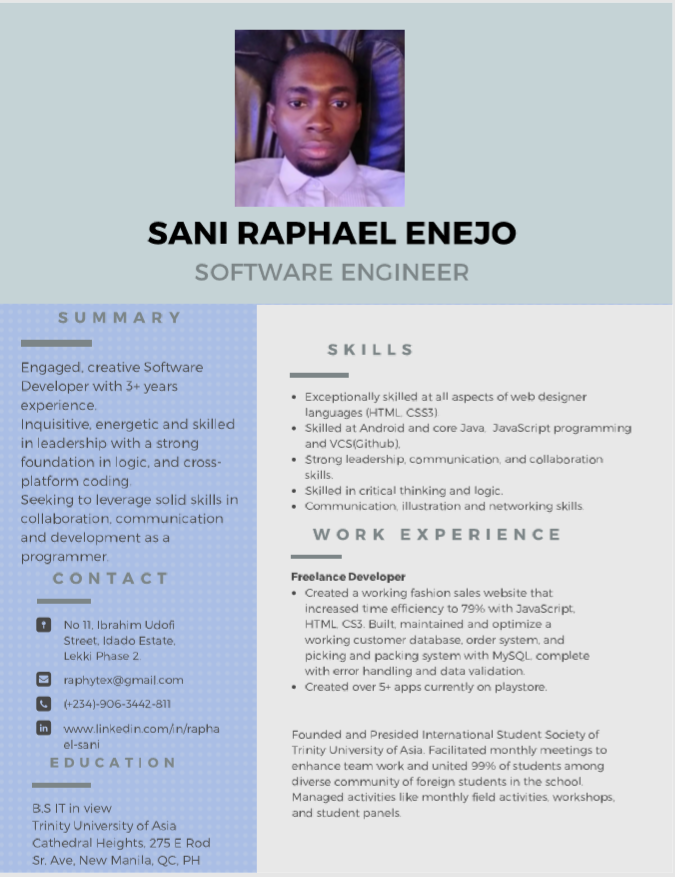 SANI RAPHAEL ENEJO
SOFTWARE ENGINEER
SUMMARY
Engaged, creative Software
Developer with 3+ years
experience.
Inquisitive, energetic and skilled
in leadership with a strong
foundation in logic, and cross-
platform coding.
Seeking to leverage solid skills in
collaboration, communication
and development as a
programmer.
CONTACT
No 11, Ibrahim Udofi
Street, Idado Estate,
Lekki Phase 2
raphytex@gmail.com
(+234)-906-3442-811
www.linkedin.com/in/rapha
el-sani
EDUCATION
B.S IT in view
Trinity University of Asia
Cathedral Heights, 275 E Rod
Sr. Ave, New Manila, QC, PH
SKILLS
• Exceptionally skilled at all aspects of web designer
languages (HTML. CSS3)
• Skilled at Android and core Java, JavaScript programming
and VCS(Github),
• Strong leadership, communication, and collaboration
skills.
• Skilled in critical thinking and logic.
• Communication, illustration and networking skills.
WORK EXPERIENCE
Freelance Developer
• Created a working fashion sales website that
increased time efficiency to 79% with JavaScript,
HTML. CS3. Built, maintained and optimize a
working customer database, order system, and
picking and packing system with MySQL. complete
with error handling and data validation.
• Created over 5+ apps currently on playstore.
Founded and Presided International Student Society of
Trinity University of Asia. Facilitated monthly meetings to
enhance team work and united 99% of students among
diverse community of foreign students in the school.
Managed activities like monthly field activities, workshops,
and student panels.